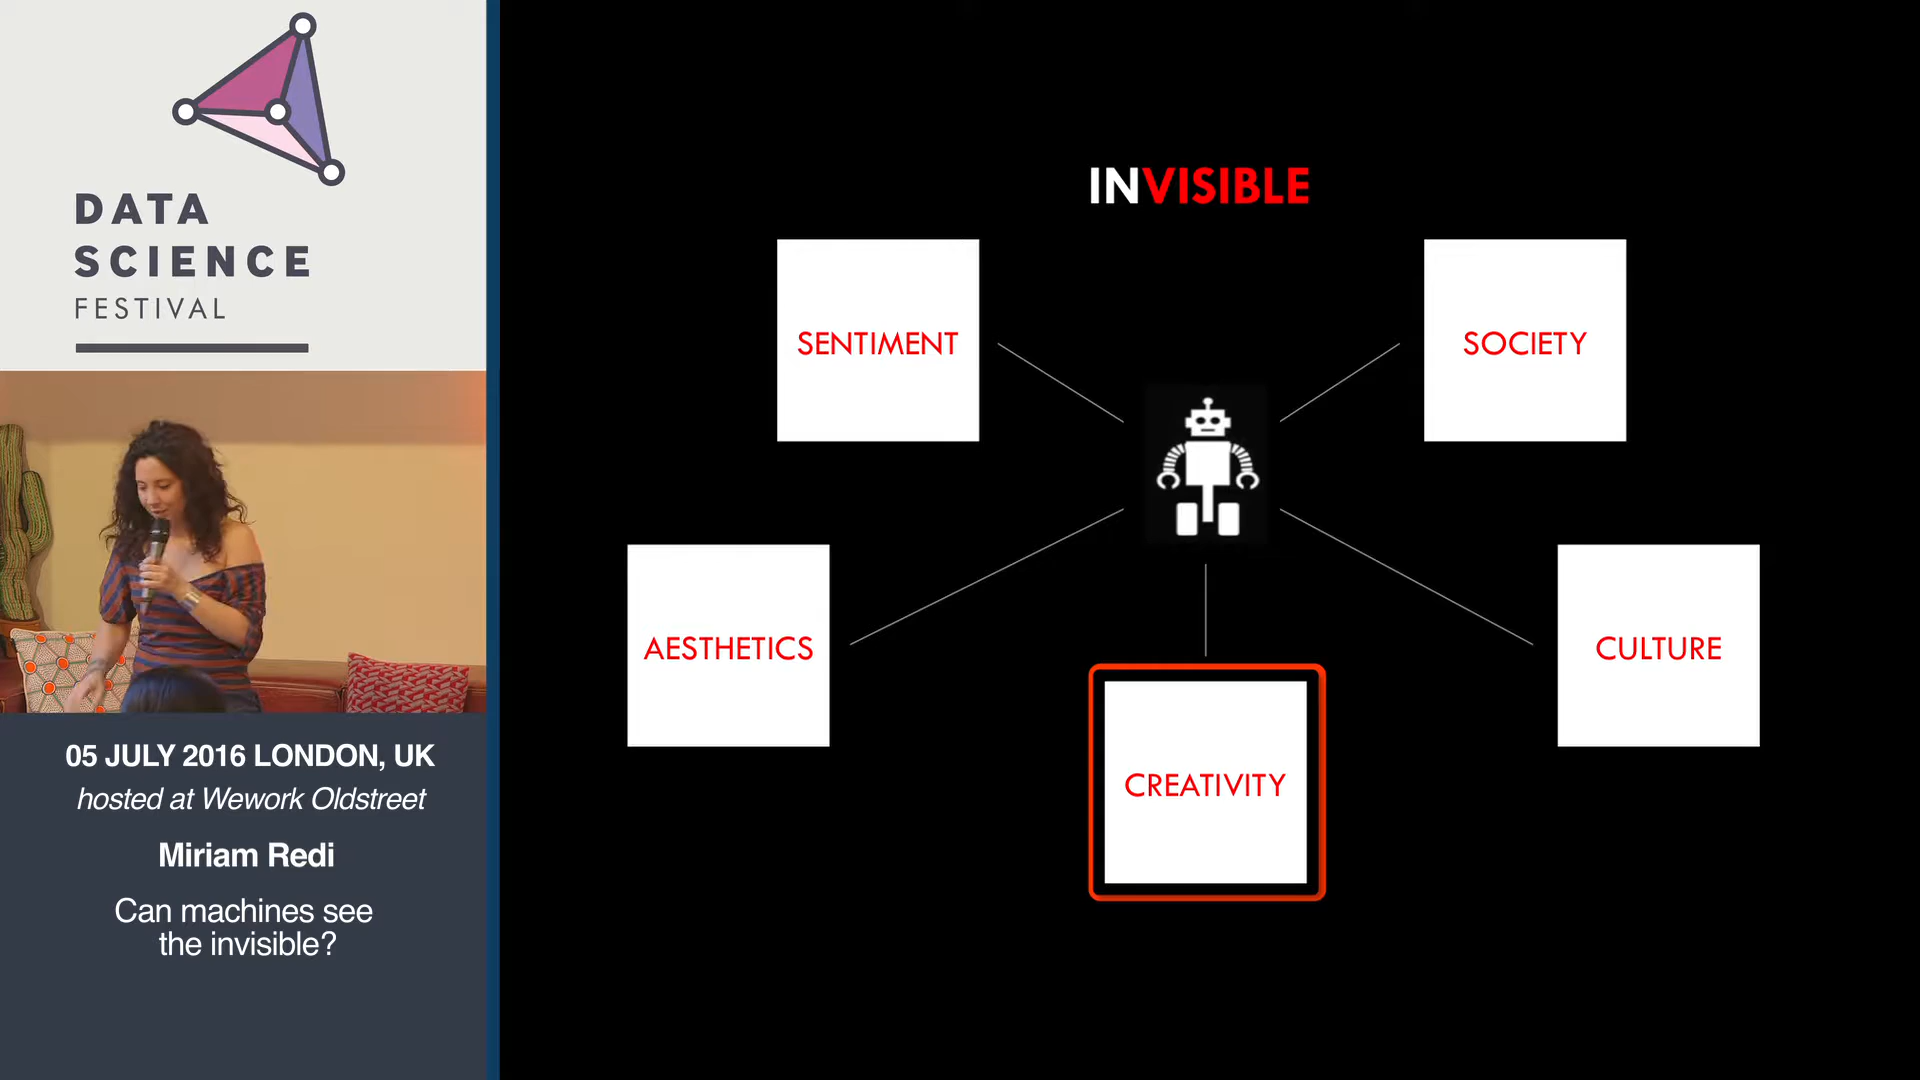 DATA
SCIENCE
FESTIVAL
05 JULY 2016 LONDON, UK
hosted at Wework Oldstreet
Miriam Redi
Can machines see
the invisible?
INVISIBLE
SENTIMENT
SOCIETY
AESTHETICS
CULTURE
CREATIVITY